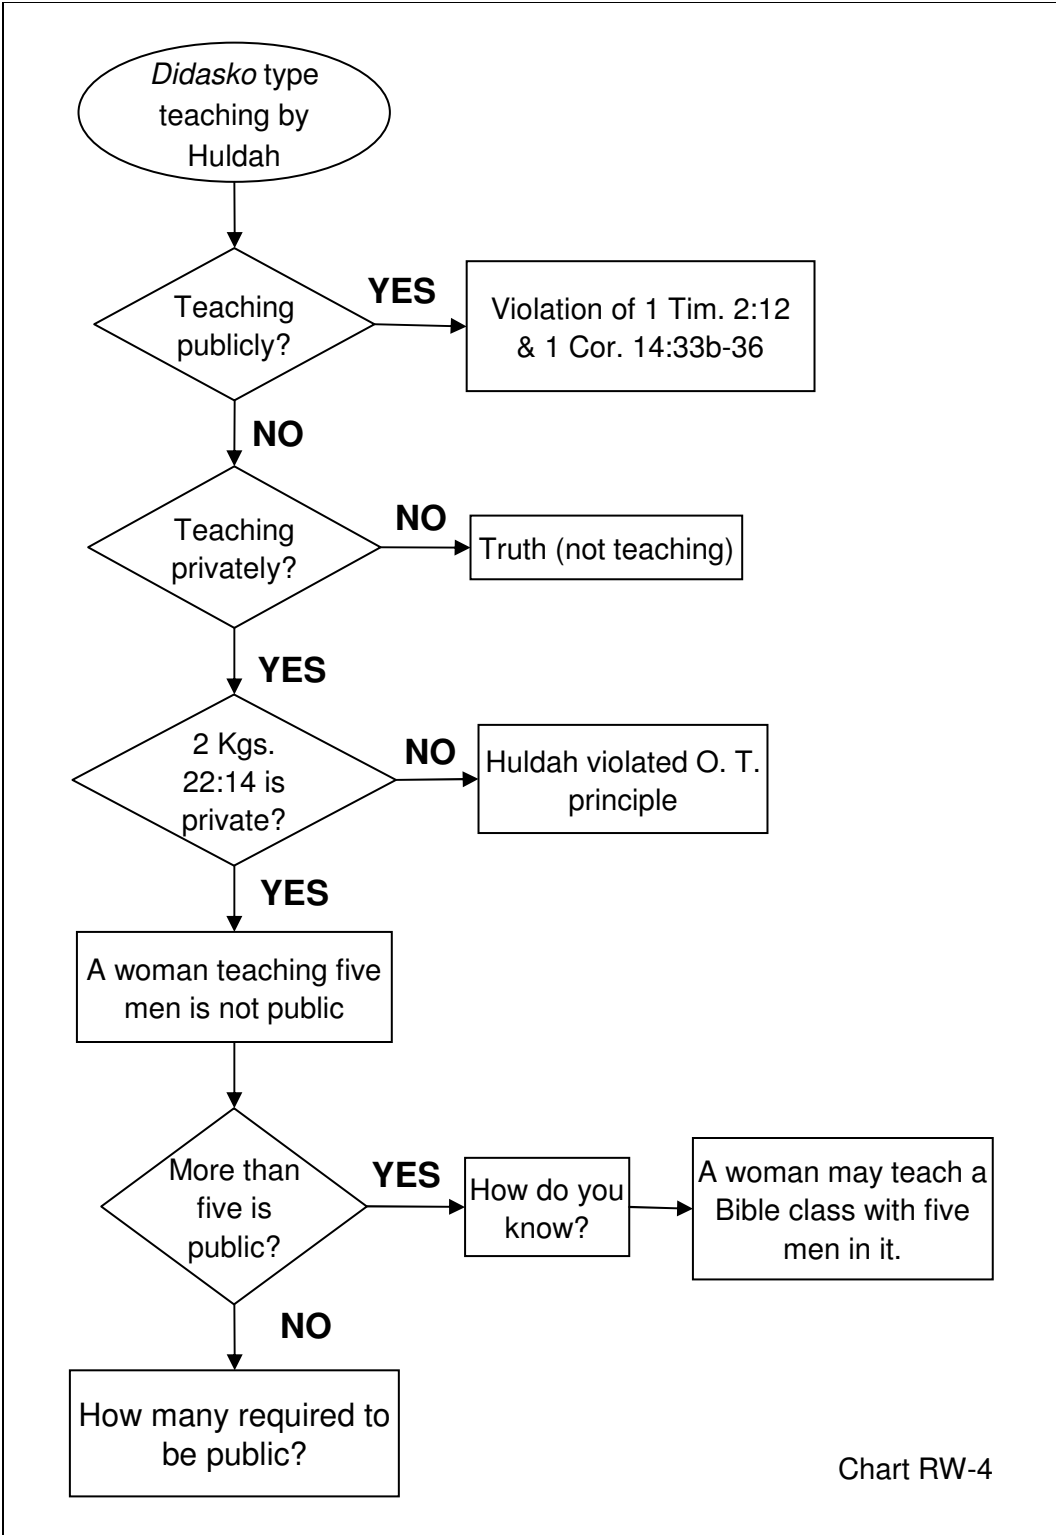 Didasko type
teaching by
Huldah
Teaching
publicly?
YES
Violation of 1 Tim. 2:12
& 1 Cor. 14:33b-36
NO
Teaching
privately?
NO
Truth (not teaching)
YES
2 Kgs.
22:14 is
private?
NO
Huldah violated O. T.
principle
YES
A woman teaching five
men is not public
More than
five is
public?
YES
How do you
know?
A woman may teach a
Bible class with five
men in it.
NO
How many required to
be public?
Chart RW-4